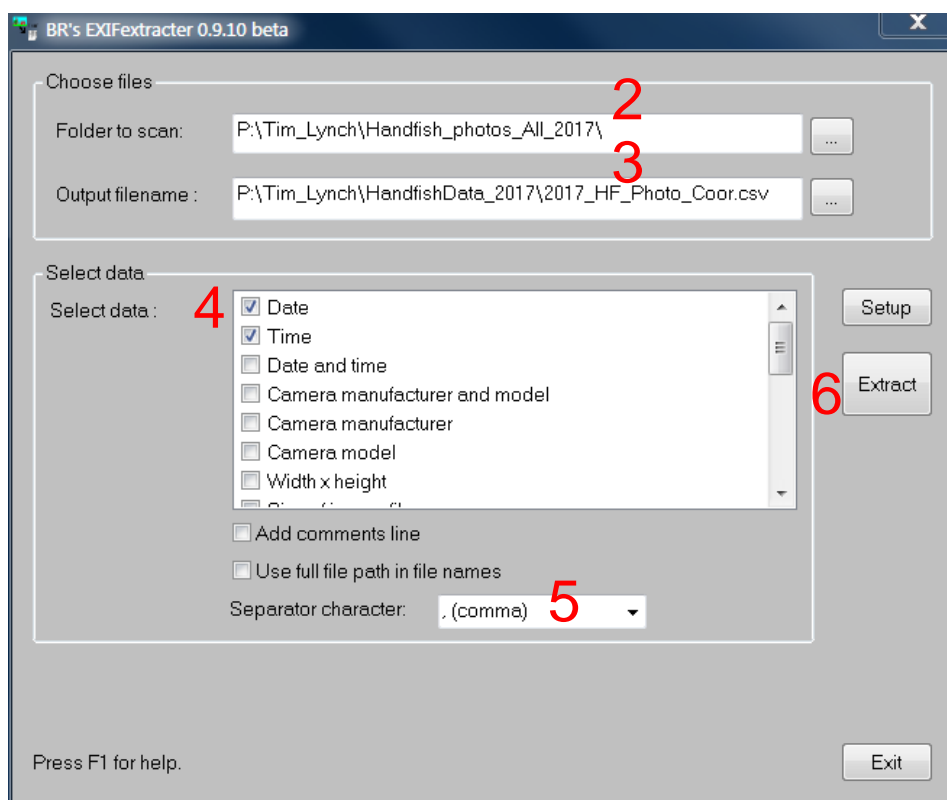 BR's EXIFextracter 0.9.10 beta
X
Choose files
2
Folder to scan:
P:\Tim_Lynch\Handfish_photos_All_2017\
...
3
Output filename :
P:\Tim_Lynch\HandfishData_2017\2017_HF_Photo_Coor.csv
...
Select data
Select data :
4
Date
Time
Date and time
Camera manufacturer and model
Camera manufacturer
Camera model
Width x height
Setup
6
Extract
Add comments line
Use full file path in file names
Separator character:
, (comma)
5
Press F1 for help.
Exit